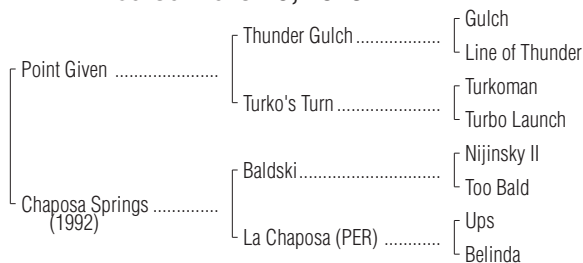 Gulch
Thunder Gulch ..................
Line of Thunder
Point Given ......................
Turkoman
Turko's Turn ......................
Turbo Launch
Nijinsky II
Baldski..............................
Too Bald
Chaposa Springs ..............
(1992)
Ups
La Chaposa (PER) ............
Belinda